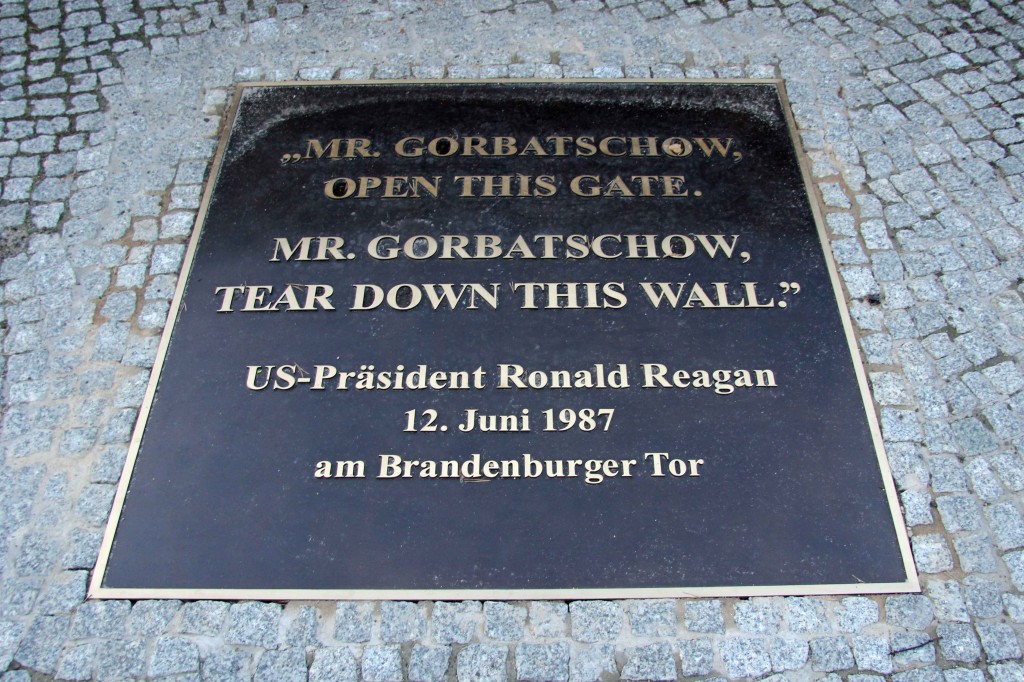 „MR. GORBATSCHOW,
OPEN THIS GATE.
MR. GORBATSCHOW,
TEAR DOWN THIS WALL.”
US-Präsident Ronald Reagan
12. Juni 1987
am Brandenburger Tor